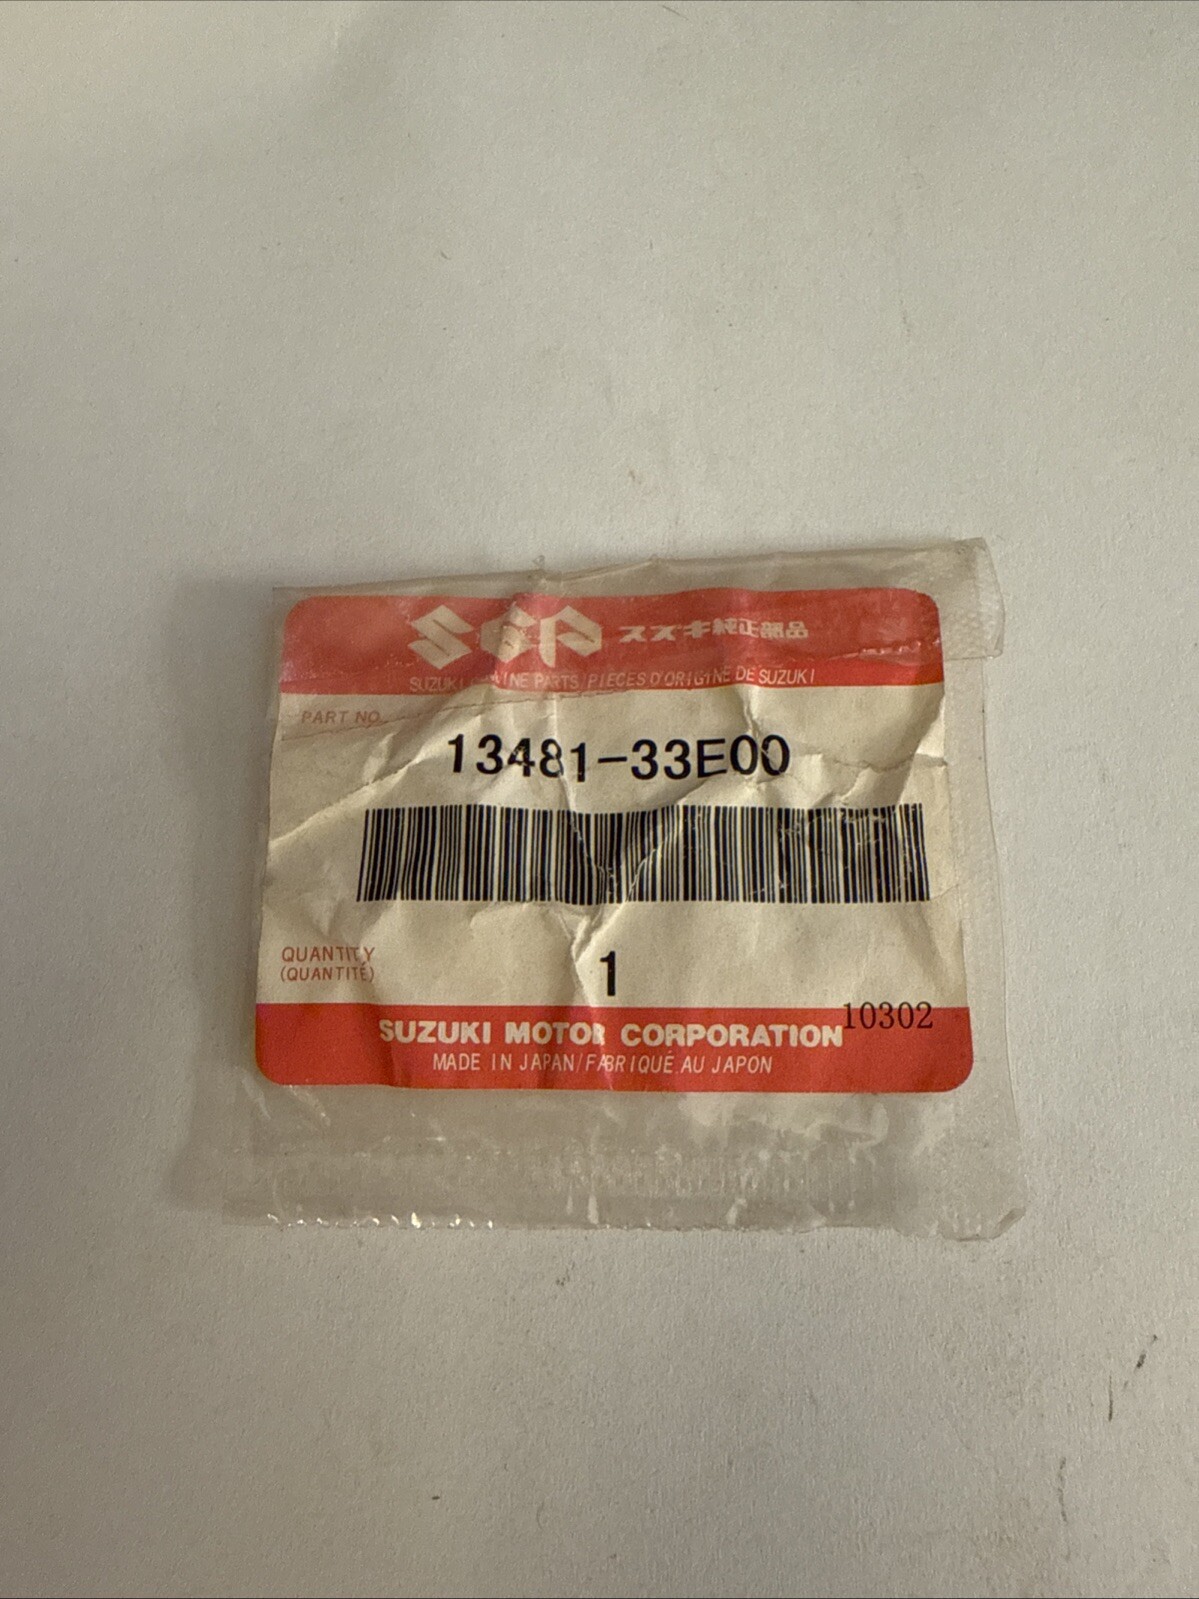 SGP スズキ純正部品
SUZUKI GENUINE PARTS/PIÈCES D'ORIGINE DE SUZUKI
PART NO.
13481-33E00
QUANTITY
(QUANTITÉ)
1
10302
SUZUKI MOTOR CORPORATION
MADE IN JAPAN/FABRIQUÉ AU JAPON